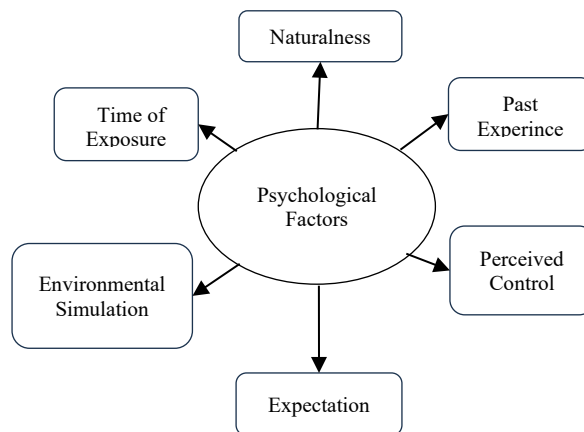 Naturalness
Time of
Exposure
Past
Experince
Psychological
Factors
Environmental
Simulation
Perceived
Control
Expectation